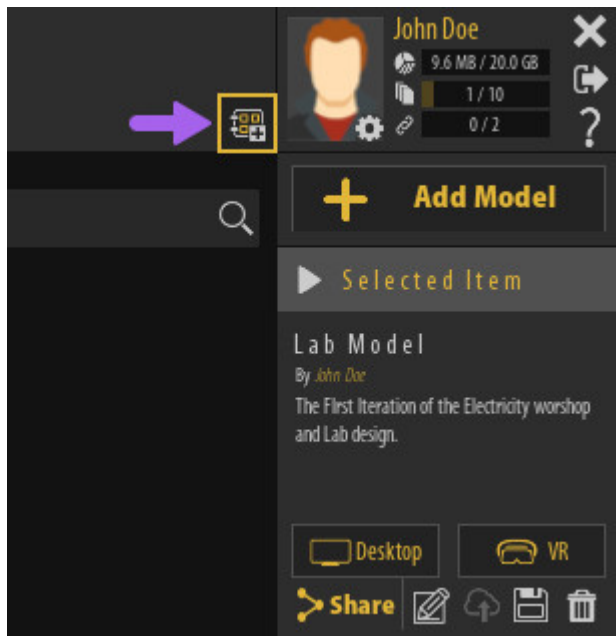 John Doe
9.6 MB / 20.0 GB
1 / 10
0 / 2
?
Add Model
Selected Item
Lab Model
By John Doe
The First Iteration of the Electricity worshop
and Lab design.
Desktop
VR
Share